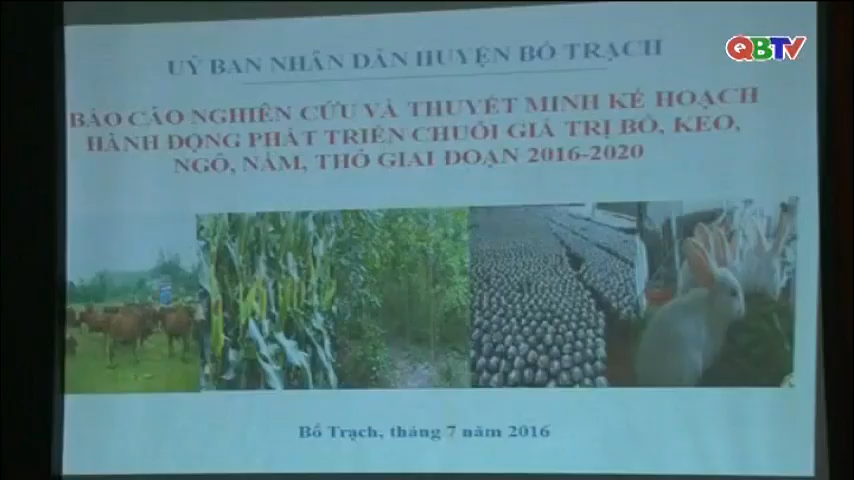 QBTV
UỶ BAN NHÂN DÂN HUYỆN BỐ TRẠCH
BÁO CÁO NGHIÊN CỨU VÀ THUYẾT MINH KẾ HOẠCH
HÀNH ĐỘNG PHÁT TRIỂN CHUỖI GIÁ TRỊ BÒ, KEO,
NGÔ, NẤM, THỎ GIAI ĐOẠN 2016-2020
Bố Trạch, tháng 7 năm 2016